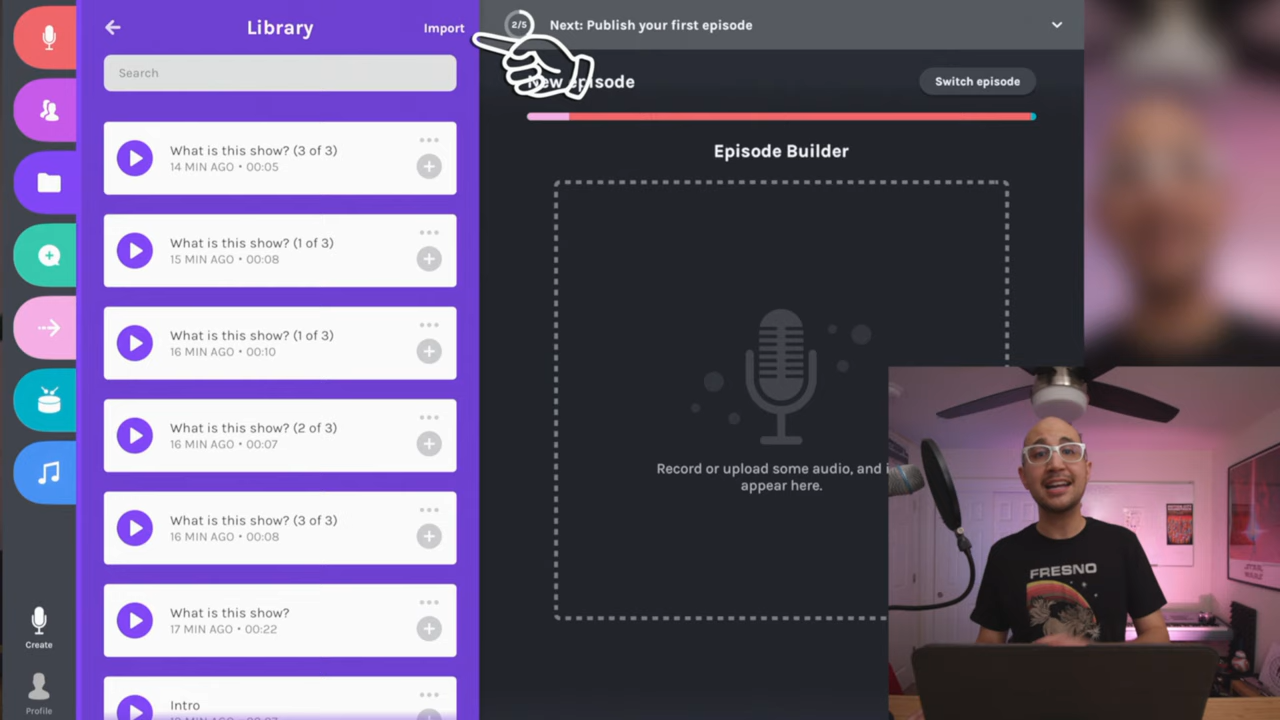 Library
Import
Search
What is this show? (3 of 3)
14 MIN AGO • 00:05
What is this show? (1 of 3)
15 MIN AGO • 00:08
What is this show? (1 of 3)
16 MIN AGO • 00:10
What is this show? (2 of 3)
16 MIN AGO • 00:07
What is this show? (3 of 3)
16 MIN AGO • 00:08
What is this show?
17 MIN AGO • 00:22
Intro
Create
Profile
2/5
Next: Publish your first episode
New episode
Switch episode
Episode Builder
Record or upload some audio, and
appear here.
FRESNO